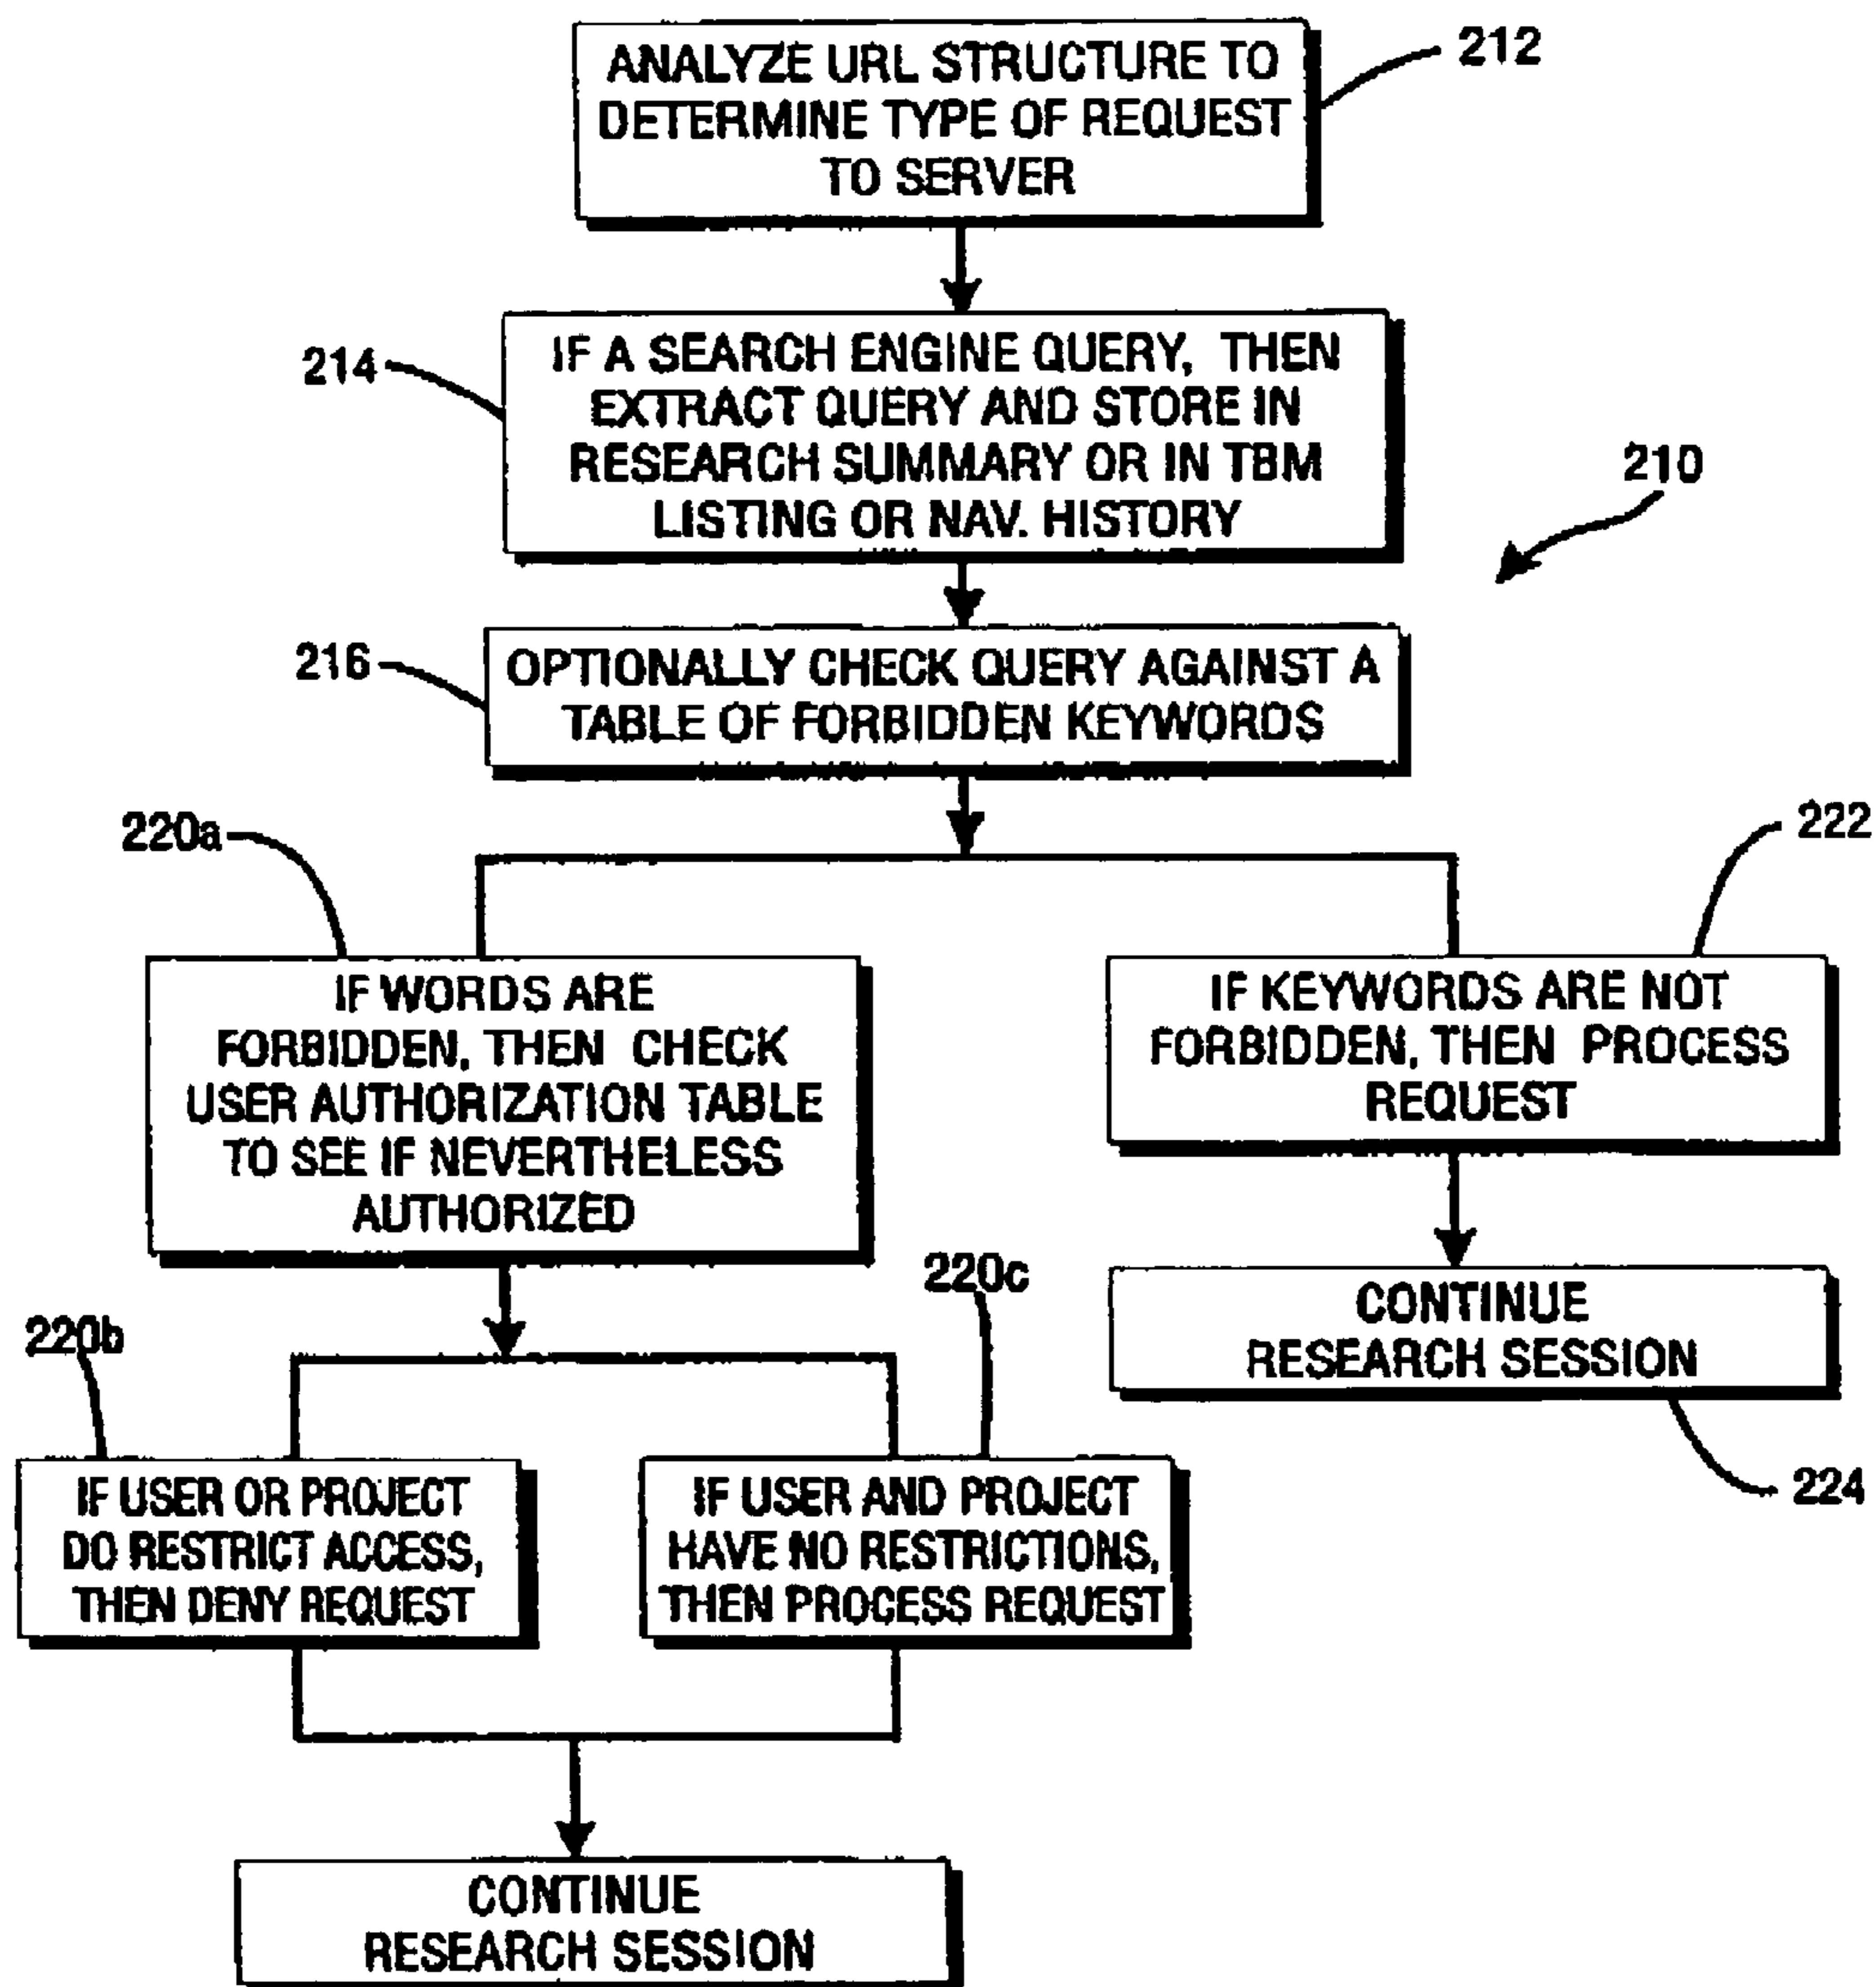 ANALYZE URL STRUCTURE TO
DETERMINE TYPE OF REQUEST
TO SERVER
212
214
IF A SEARCH ENGINE QUERY, THEN
EXTRACT QUERY AND STORE IN
RESEARCH SUMMARY OR IN TBM
LISTING OR NAV. HISTORY
210
216
OPTIONALLY CHECK QUERY AGAINST A
TABLE OF FORBIDDEN KEYWORDS
220a
222
IF WORDS ARE
FORBIDDEN, THEN CHECK
USER AUTHORIZATION TABLE
TO SEE IF NEVERTHELESS
AUTHORIZED
IF KEYWORDS ARE NOT
FORBIDDEN, THEN PROCESS
REQUEST
220b
220c
CONTINUE
RESEARCH SESSION
224
IF USER OR PROJECT
DO RESTRICT ACCESS,
THEN DENY REQUEST
IF USER AND PROJECT
HAVE NO RESTRICTIONS,
THEN PROCESS REQUEST
CONTINUE
RESEARCH SESSION